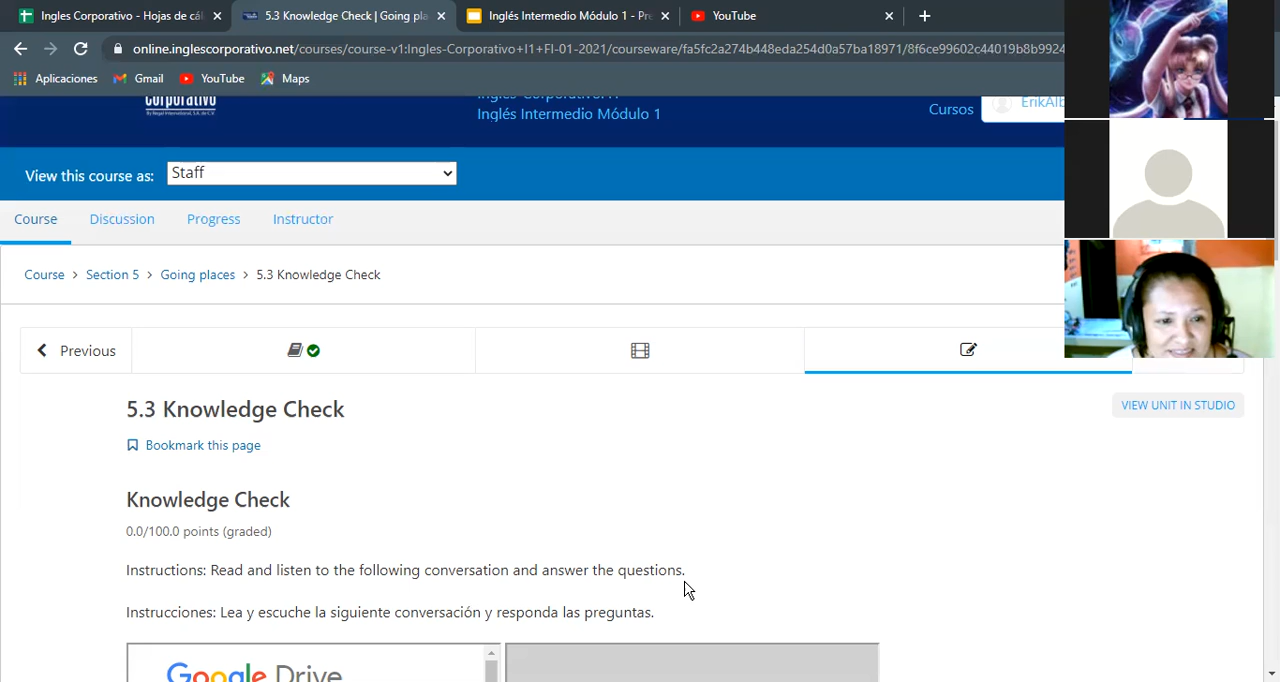 Ingles Corporativo - Hojas de cál
5.3 Knowledge Check | Going pla
Inglés Intermedio Módulo 1 - Pre
YouTube
online.inglescorporativo.net/courses/course-v1:Ingles-Corporativo+I1+FI-01-2021/courseware/fa5fc2a274b448eda254d0a57ba18971/8f6ce99602c44019b8b9924
Aplicaciones
Gmail
YouTube
Maps
Corporativo
Inglés Intermedio Módulo 1
Cursos
ErikAlb
View this course as:
Staff
Course
Discussion
Progress
Instructor
Course > Section 5 > Going places > 5.3 Knowledge Check
Previous
5.3 Knowledge Check
VIEW UNIT IN STUDIO
Bookmark this page
Knowledge Check
0.0/100.0 points (graded)
Instructions: Read and listen to the following conversation and answer the questions.
Instrucciones: Lea y escuche la siguiente conversación y responda las preguntas.
Google Drive